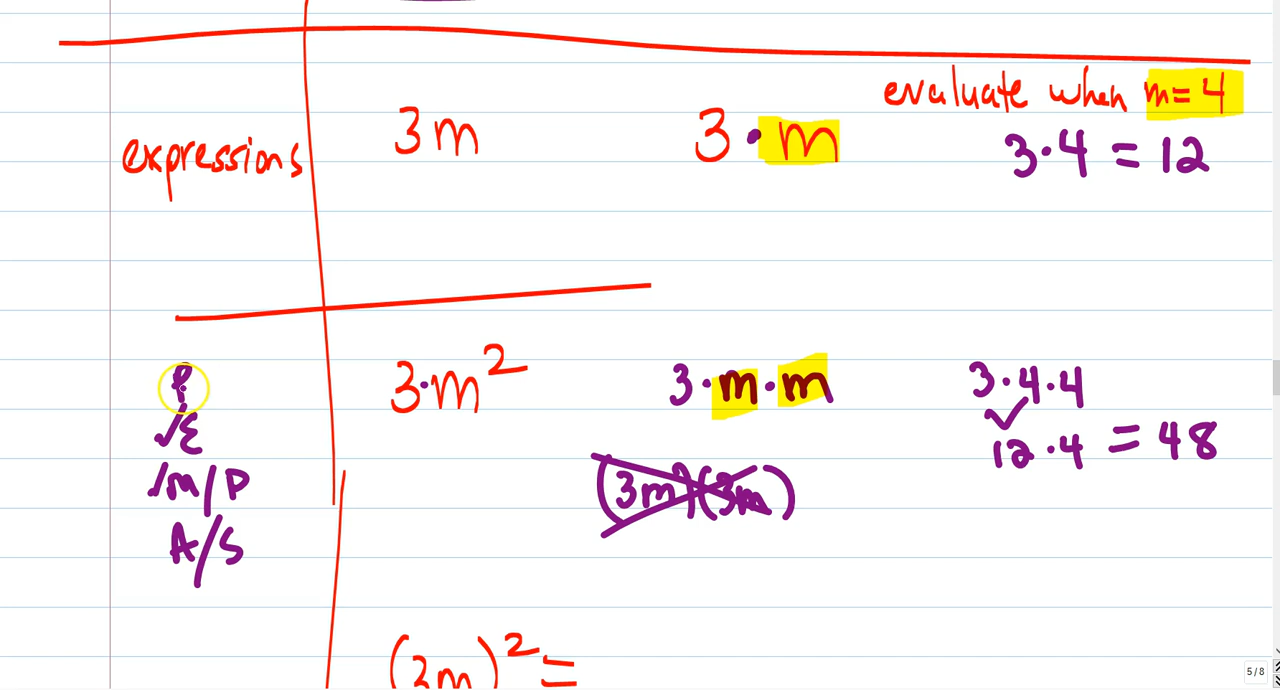 evaluate when m = 4
expressions 3m 3 · m 3 · 4 = 12
P 3 · m² 3 · m · m 3 · 4 · 4
√E 12 · 4 = 48
√m/D (3m)(3m)
A/S
(3m)² =
5/8